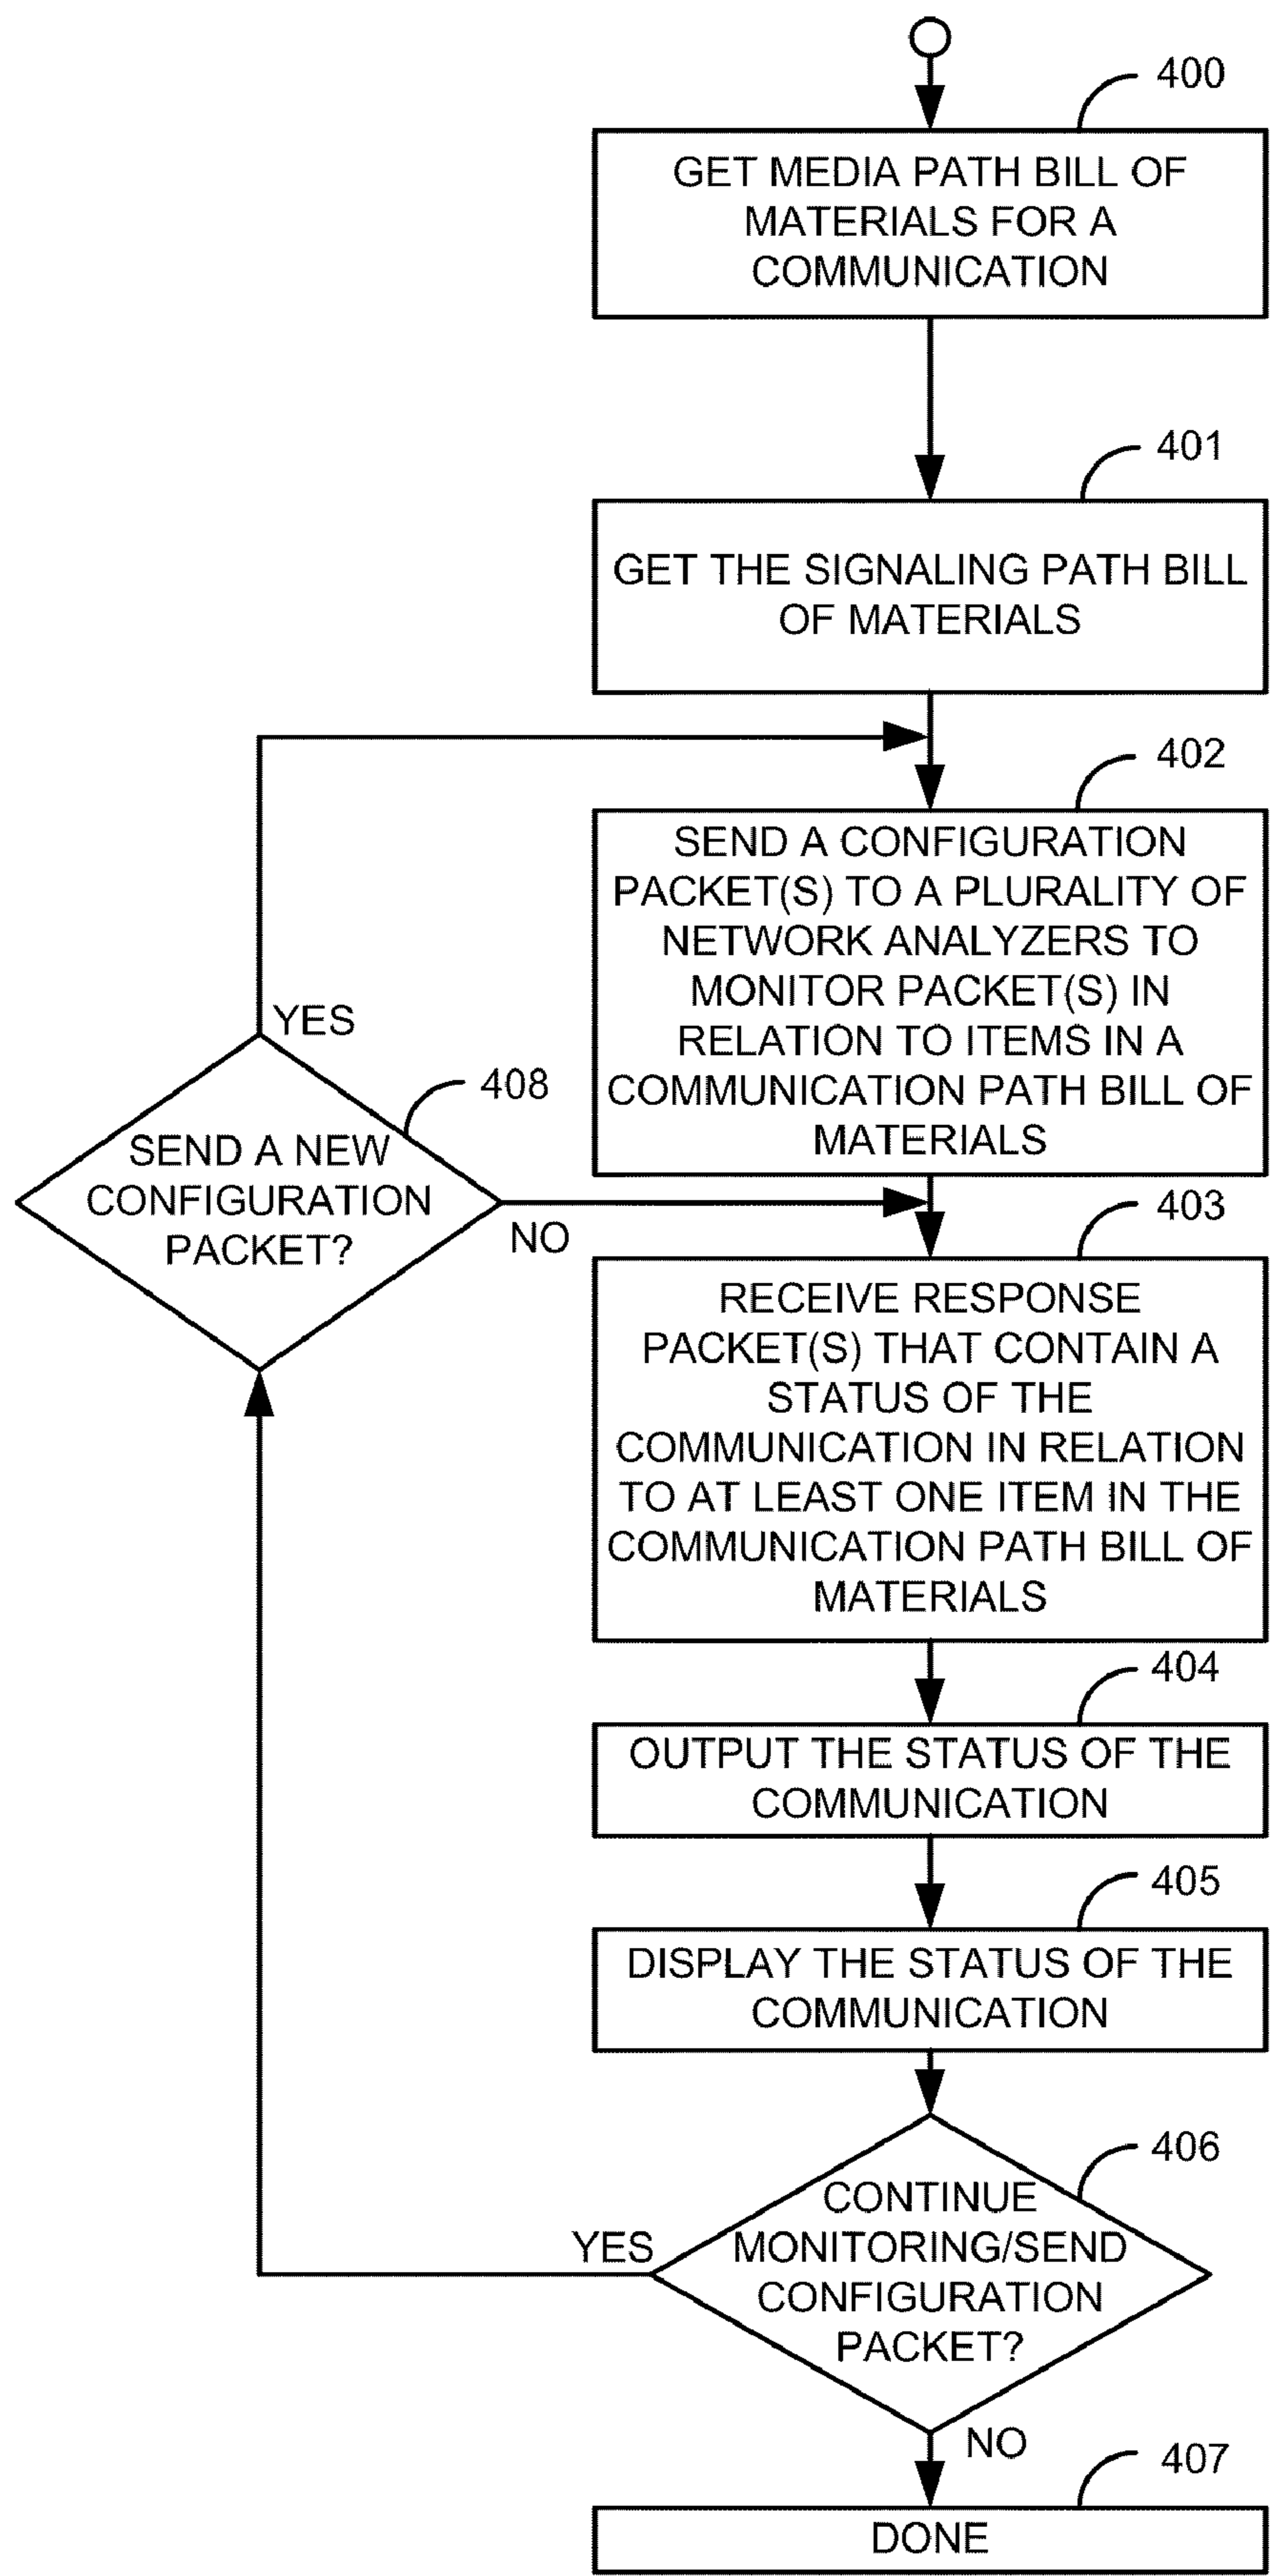 400
GET MEDIA PATH BILL OF
MATERIALS FOR A
COMMUNICATION
401
GET THE SIGNALING PATH BILL
OF MATERIALS
402
SEND A CONFIGURATION
PACKET(S) TO A PLURALITY OF
NETWORK ANALYZERS TO
MONITOR PACKET(S) IN
RELATION TO ITEMS IN A
COMMUNICATION PATH BILL OF
MATERIALS
YES
408
SEND A NEW
CONFIGURATION
PACKET?
NO
403
RECEIVE RESPONSE
PACKET(S) THAT CONTAIN A
STATUS OF THE
COMMUNICATION IN RELATION
TO AT LEAST ONE ITEM IN THE
COMMUNICATION PATH BILL OF
MATERIALS
404
OUTPUT THE STATUS OF THE
COMMUNICATION
405
DISPLAY THE STATUS OF THE
COMMUNICATION
406
CONTINUE
MONITORING/SEND
CONFIGURATION
PACKET?
YES
NO
407
DONE